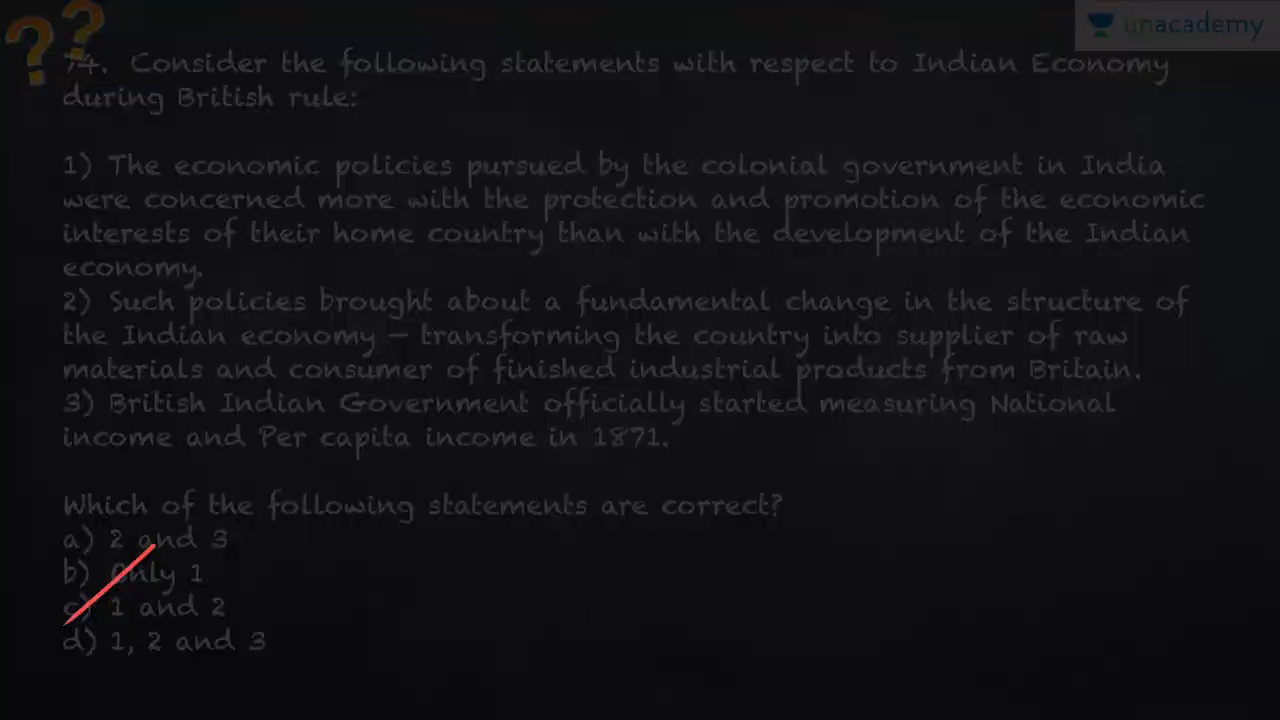 ??
unacademy
74. Consider the following statements with respect to Indian Economy
during British rule:
1) The economic policies pursued by the colonial government in India
were concerned more with the protection and promotion of the economic
interests of their home country than with the development of the Indian
economy.
2) Such policies brought about a fundamental change in the structure of
the Indian economy – transforming the country into supplier of raw
materials and consumer of finished industrial products from Britain.
3) British Indian Government officially started measuring National
income and Per capita income in 1871.
Which of the following statements are correct?
a) 2 and 3
b) Only 1
c) 1 and 2
d) 1, 2 and 3